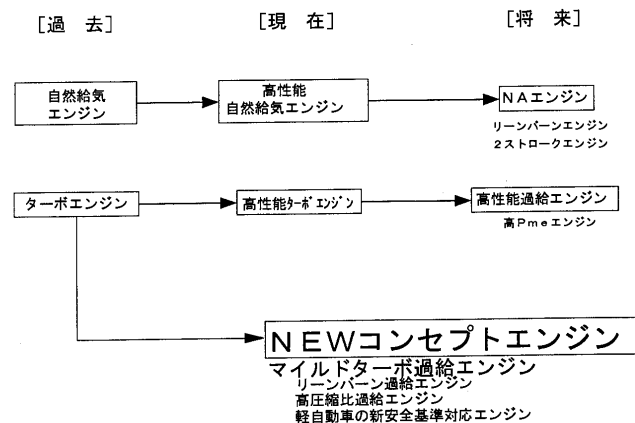 ［過　去］　［現　在］　［将　来］
自然給気
エンジン
高性能
自然給気エンジン
ＮＡエンジン
リーンバーンエンジン
２ストロークエンジン
ターボエンジン
高性能ﾀｰﾎﾞｴﾝｼﾞﾝ
高性能過給エンジン
高Ｐｍｅエンジン
ＮＥＷコンセプトエンジン
マイルドターボ過給エンジン
リーンバーン過給エンジン
高圧縮比過給エンジン
軽自動車の新安全基準対応エンジン